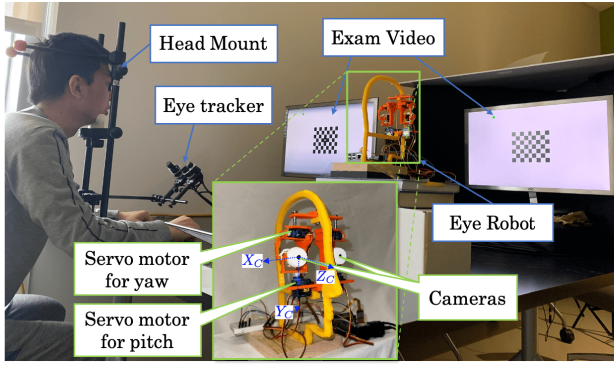 Head Mount
Exam Video
Eye tracker
Eye Robot
Servo motor
for yaw
X_C
Z_C
Cameras
Y_C
Servo motor
for pitch